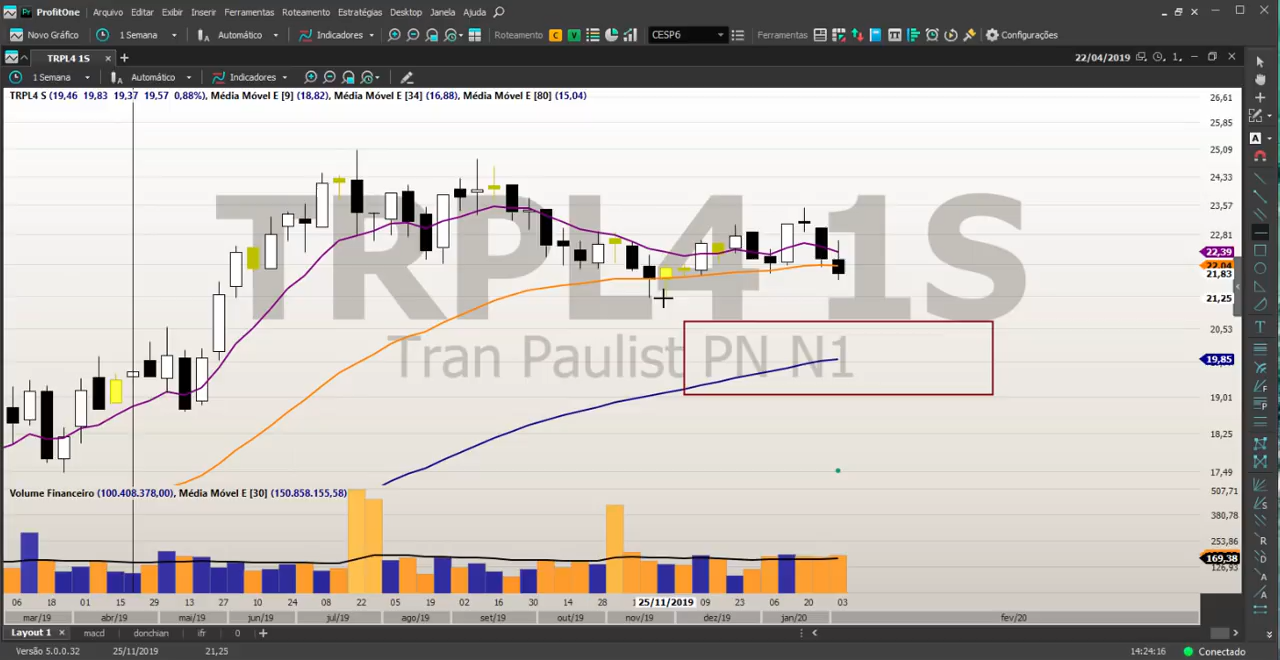 ProfitOne Arquivo Editar Exibir Inserir Ferramentas Roteamento Estratégias Desktop Janela Ajuda
Novo Gráfico 1 Semana Automático Indicadores Roteamento C V CESP6 Ferramentas Configurações
TRPL4 1S 22/04/2019 1
1 Semana Automático Indicadores
TRPL4 S (19,46 19,83 19,37 19,57 0,88%), Média Móvel E [9] (18,82), Média Móvel E [34] (16,88), Média Móvel E [80] (15,04)
TRPL4 1S
Tran Paulist PN N1
26,61
25,85
25,09
24,33
23,57
22,81
22,39
22,04
21,83
21,25
20,53
19,85
19,01
18,25
17,49
Volume Financeiro (100.408.378,00), Média Móvel E [30] (150.858.155,58)
507,71
380,78
253,86
169,38
126,93
06 18 01 15 29 13 27 10 24 08 22 05 19 02 16 30 14 28 25/11/2019 09 23 06 20 03
mar/19 abr/19 mai/19 jun/19 jul/19 ago/19 set/19 out/19 nov/19 dez/19 jan/20 fev/20
Layout 1 macd donchian ifr 0
Versão 5.0.0.32 25/11/2019 21,25 14:24:16 Conectado